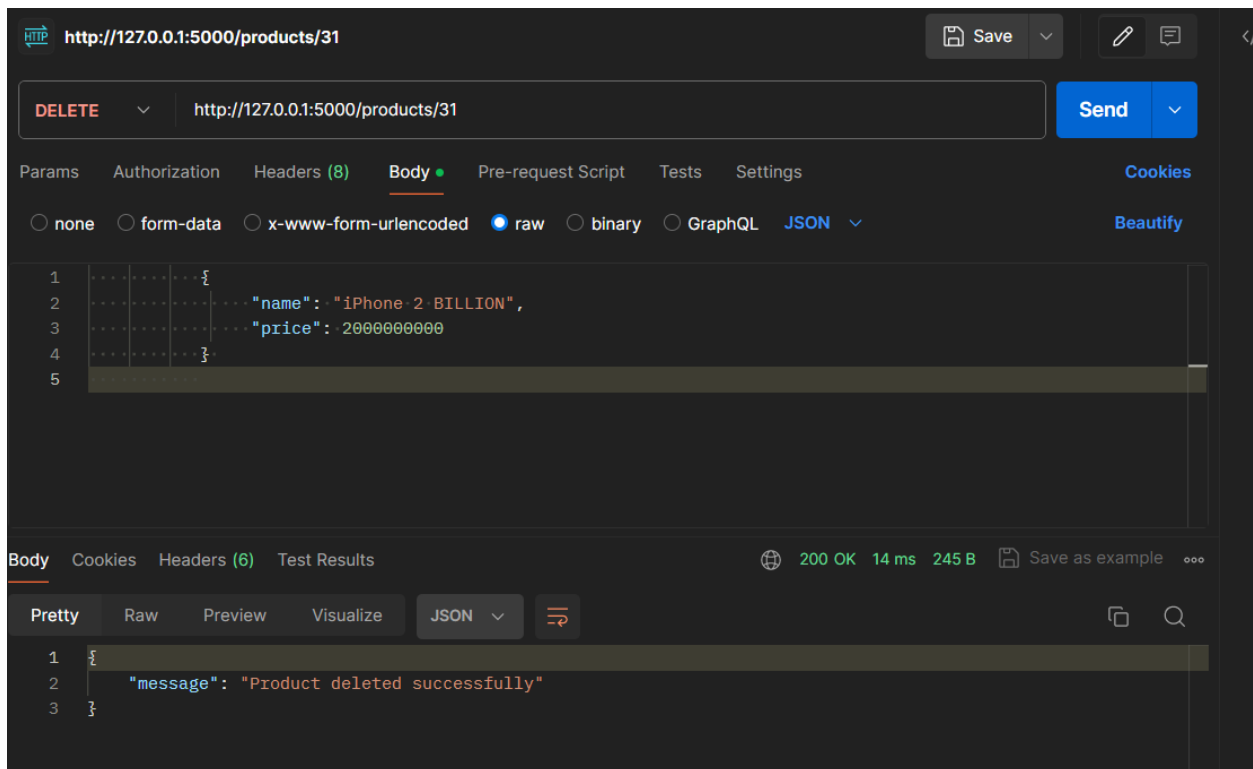 HTTP http://127.0.0.1:5000/products/31 Save
DELETE http://127.0.0.1:5000/products/31 Send
Params Authorization Headers (8) Body Pre-request Script Tests Settings Cookies
none form-data x-www-form-urlencoded raw binary GraphQL JSON Beautify
1 {
2 "name": "iPhone 2 BILLION",
3 "price": 2000000000
4 }
5
Body Cookies Headers (6) Test Results 200 OK 14 ms 245 B Save as example
Pretty Raw Preview Visualize JSON
1 {
2 "message": "Product deleted successfully"
3 }